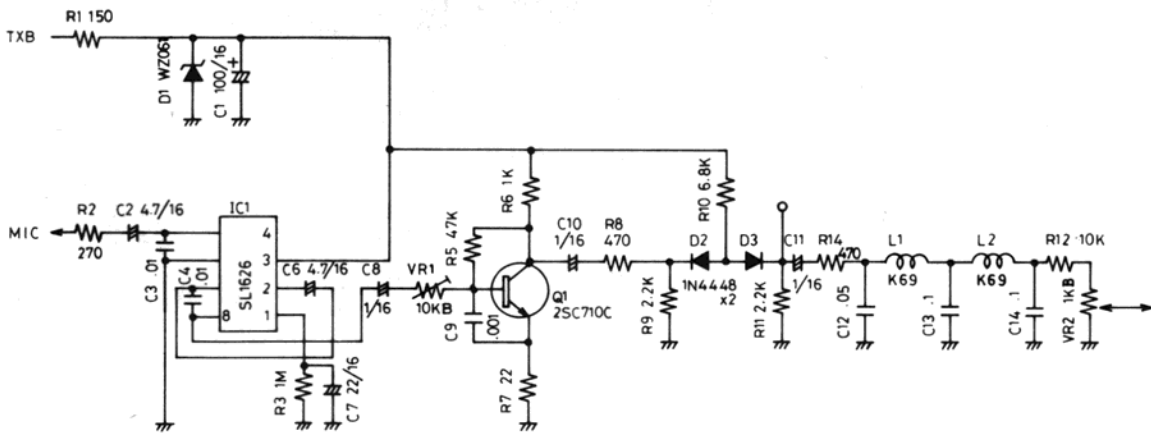 R1 150
TXB
D1 WZ061
C1 100/16
+
R6 1K
R10 6.8K
R2
C2 4.7/16
IC1
MIC
270
4
3
C3 .01
C4 .01
SL1626
8
2
1
C6 4.7/16
C8
1/16
VR1
10KB
R5 47K
C9 .001
C10
1/16
R8
470
D2
D3
1N4448
x2
Q1
2SC710C
R9 2.2K
R11 2.2K
C11
1/16
R14
470
L1
K69
L2
K69
R12 10K
VR2 1KB
C12 .05
C13 .1
C14 .1
R3 1M
C7 22/16
R7 22